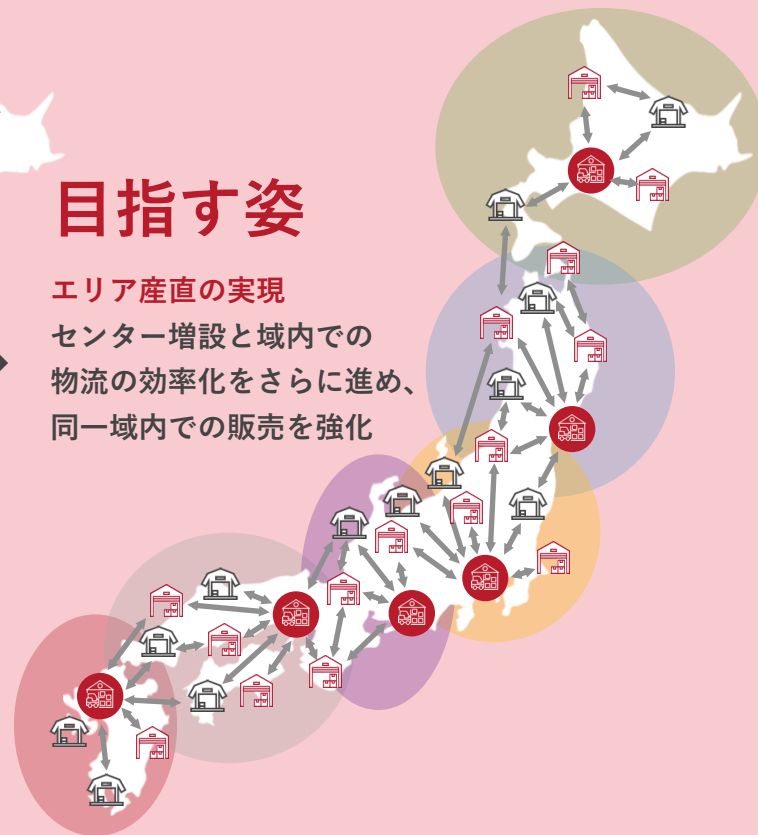 目指す姿
エリア産直の実現
センター増設と域内での
物流の効率化をさらに進め、
同一域内での販売を強化